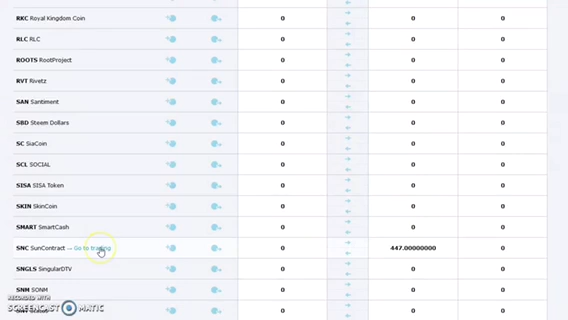 RKC Royal Kingdom Coin 0 0 0
RLC RLC 0 0 0
ROOTS RootProject 0 0 0
RVT Rivetz 0 0 0
SAN Santiment 0 0 0
SBD Steem Dollars 0 0 0
SC SiaCoin 0 0 0
SCL SOCIAL 0 0 0
SISA SISA Token 0 0 0
SKIN SkinCoin 0 0 0
SMART SmartCash 0 0 0
SNC SunContract — Go to trading 0 447.00000000 0
SNGLS SingularDTV 0 0 0
SNM SONM 0 0 0
0 0 0
RECORDED WITH
SCREENCAST MATIC